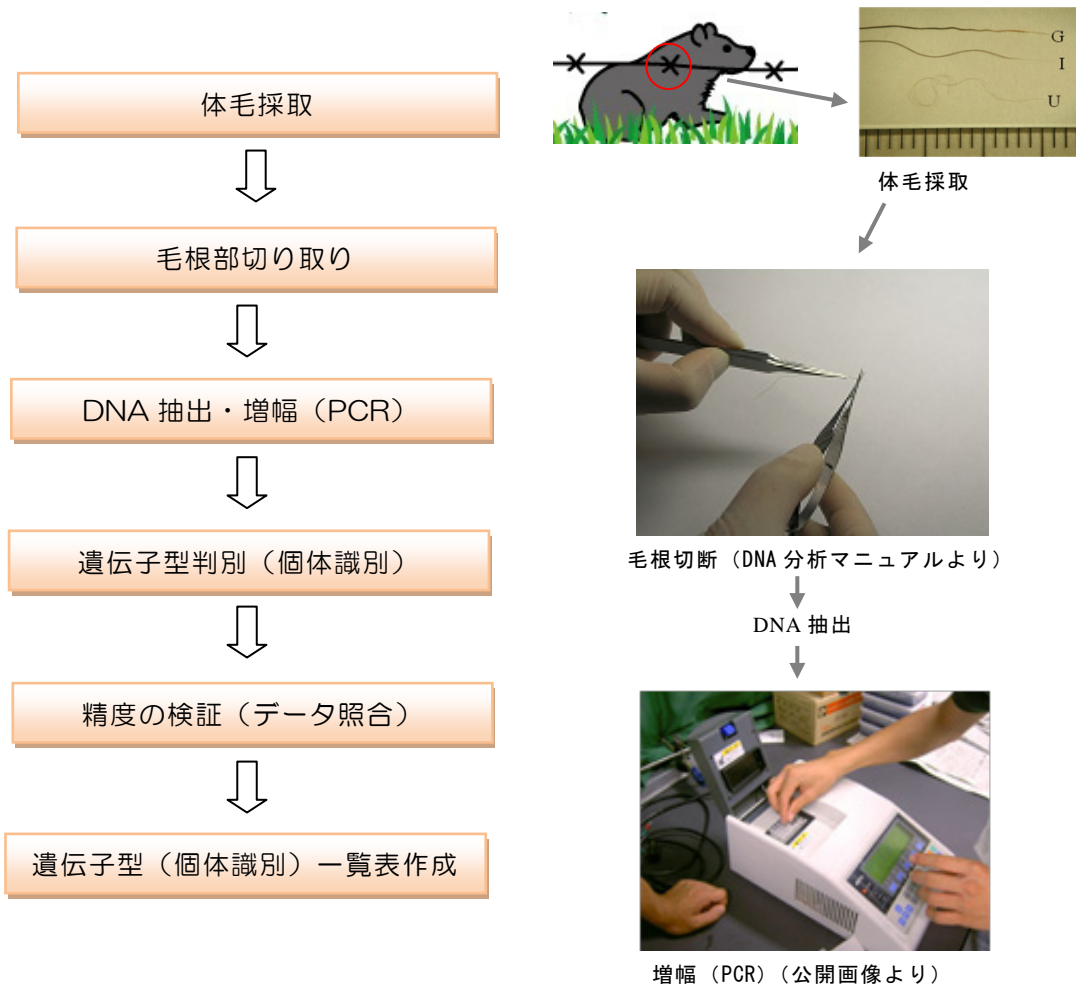 体毛採取
毛根部切り取り
DNA 抽出・増幅（PCR）
遺伝子型判別（個体識別）
精度の検証（データ照合）
遺伝子型（個体識別）一覧表作成
G
I
U
体毛採取
毛根切断（DNA 分析マニュアルより）
DNA 抽出
増幅（PCR）（公開画像より）